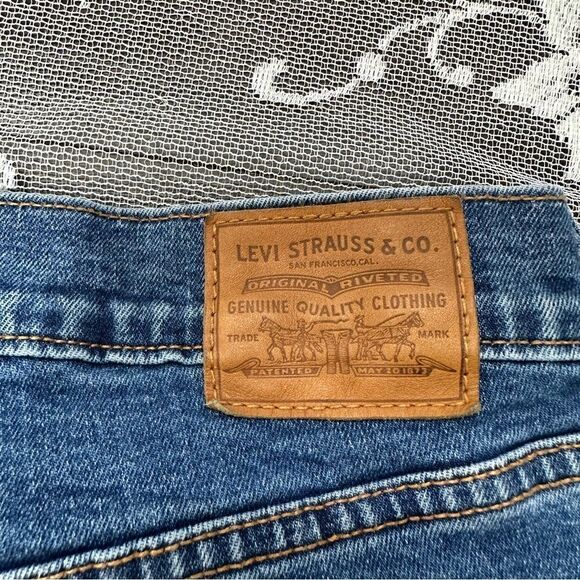 LEVI STRAUSS & CO.
SAN FRANCISCO, CAL.
ORIGINAL RIVETED
GENUINE QUALITY CLOTHING
TRADE MARK
PATENTED MAY 20 1873